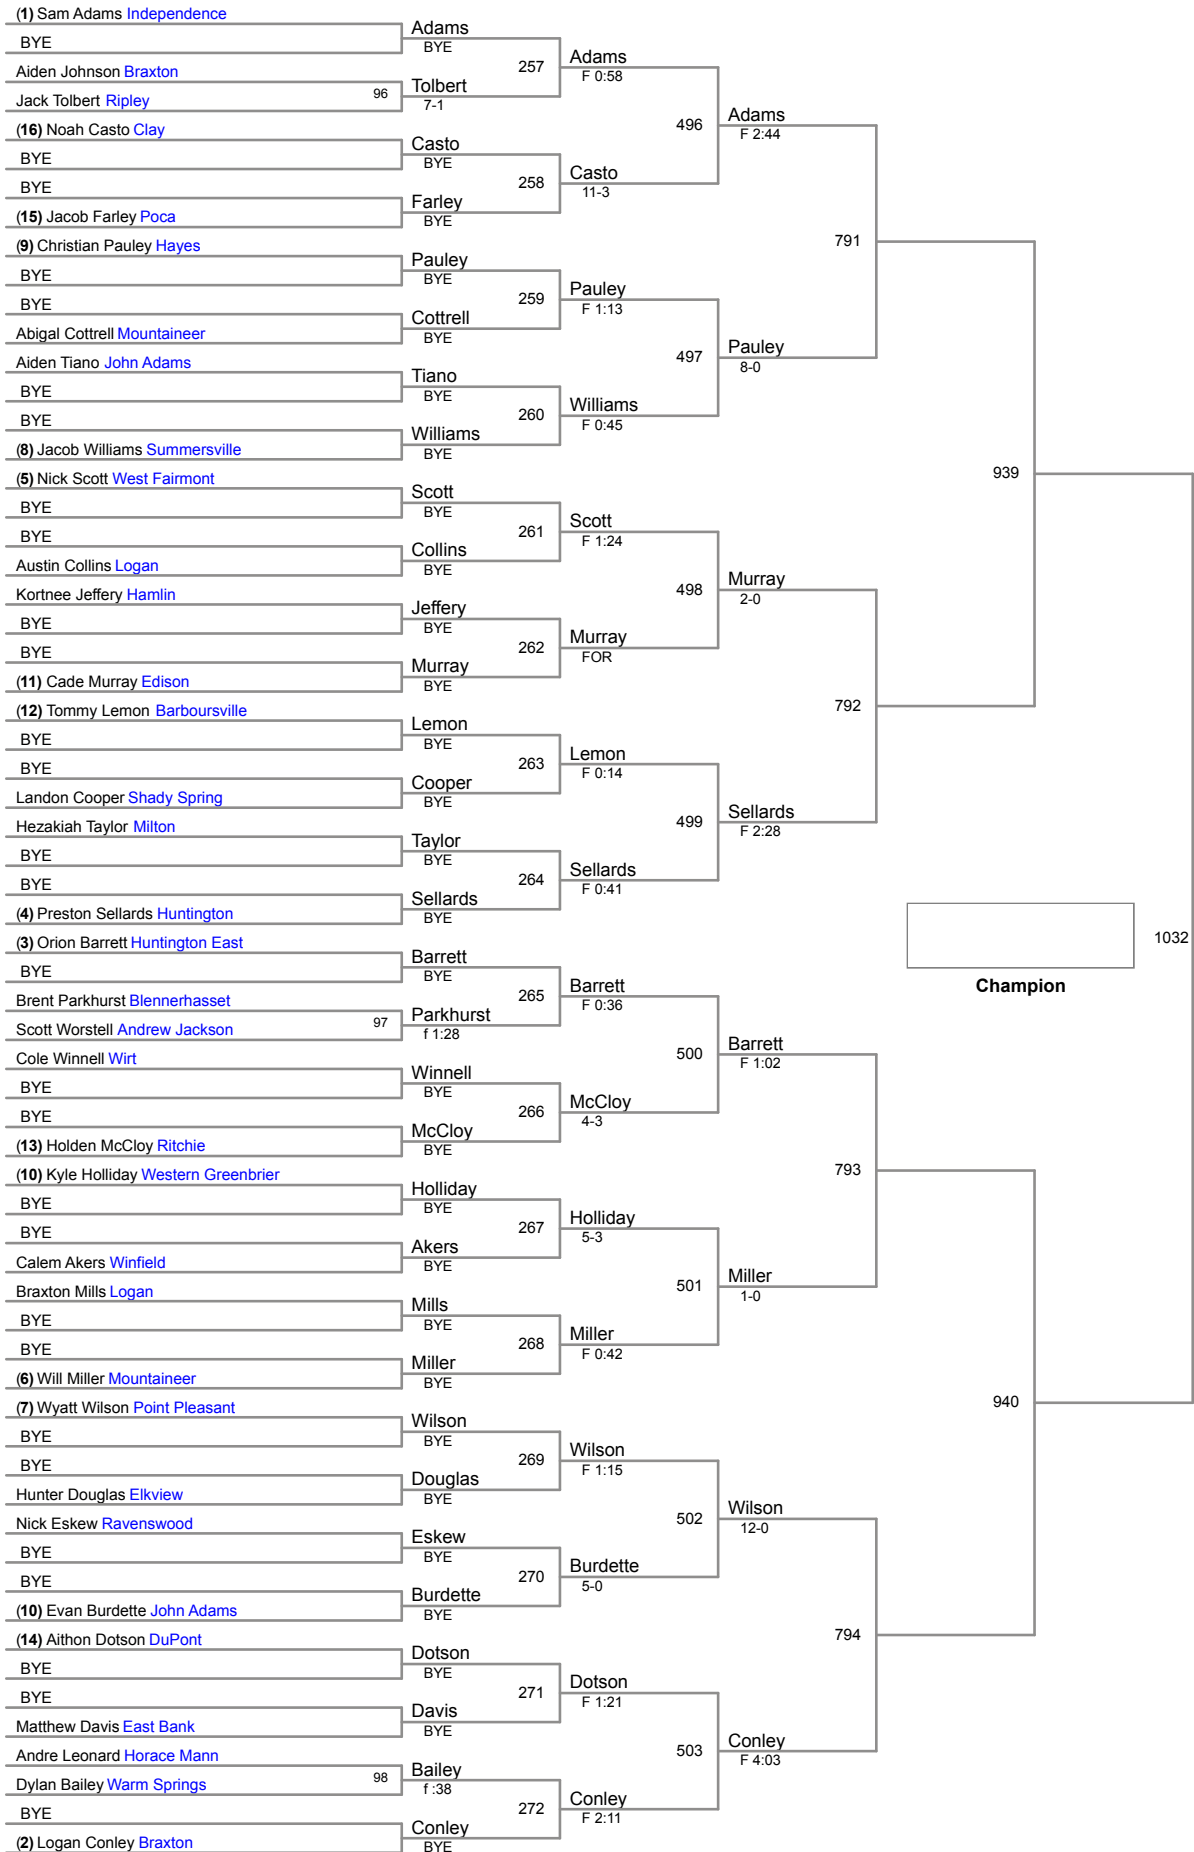 (1) Sam Adams Independence
BYE
Aiden Johnson Braxton
Jack Tolbert Ripley
(16) Noah Casto Clay
BYE
BYE
(15) Jacob Farley Poca
(9) Christian Pauley Hayes
BYE
BYE
Abigal Cottrell Mountaineer
Aiden Tiano John Adams
BYE
BYE
(8) Jacob Williams Summersville
(5) Nick Scott West Fairmont
BYE
BYE
Austin Collins Logan
Kortnee Jeffery Hamlin
BYE
BYE
(11) Cade Murray Edison
(12) Tommy Lemon Barboursville
BYE
BYE
Landon Cooper Shady Spring
Hezakiah Taylor Milton
BYE
BYE
(4) Preston Sellards Huntington
(3) Orion Barrett Huntington East
BYE
Brent Parkhurst Blennerhasset
Scott Worstell Andrew Jackson
Cole Winnell Wirt
BYE
BYE
(13) Holden McCloy Ritchie
(10) Kyle Holliday Western Greenbrier
BYE
BYE
Calem Akers Winfield
Braxton Mills Logan
BYE
BYE
(6) Will Miller Mountaineer
(7) Wyatt Wilson Point Pleasant
BYE
BYE
Hunter Douglas Elkview
Nick Eskew Ravenswood
BYE
BYE
(10) Evan Burdette John Adams
(14) Aithon Dotson DuPont
BYE
BYE
Matthew Davis East Bank
Andre Leonard Horace Mann
Dylan Bailey Warm Springs
BYE
(2) Logan Conley Braxton
96
97
98
Adams
BYE
Tolbert
7-1
Casto
BYE
Farley
BYE
Pauley
BYE
Cottrell
BYE
Tiano
BYE
Williams
BYE
Scott
BYE
Collins
BYE
Jeffery
BYE
Murray
BYE
Lemon
BYE
Cooper
BYE
Taylor
BYE
Sellards
BYE
Barrett
BYE
Parkhurst
f 1:28
Winnell
BYE
McCloy
BYE
Holliday
BYE
Akers
BYE
Mills
BYE
Miller
BYE
Wilson
BYE
Douglas
BYE
Eskew
BYE
Burdette
BYE
Dotson
BYE
Davis
BYE
Bailey
f :38
Conley
BYE
257
258
259
260
261
262
263
264
265
266
267
268
269
270
271
272
Adams
F 0:58
Casto
11-3
Pauley
F 1:13
Williams
F 0:45
Scott
F 1:24
Murray
FOR
Lemon
F 0:14
Sellards
F 0:41
Barrett
F 0:36
McCloy
4-3
Holliday
5-3
Miller
F 0:42
Wilson
F 1:15
Burdette
5-0
Dotson
F 1:21
Conley
F 2:11
496
497
498
499
500
501
502
503
Adams
F 2:44
Pauley
8-0
Murray
2-0
Sellards
F 2:28
Barrett
F 1:02
Miller
1-0
Wilson
12-0
Conley
F 4:03
791
792
793
794
939
940
1032
Champion